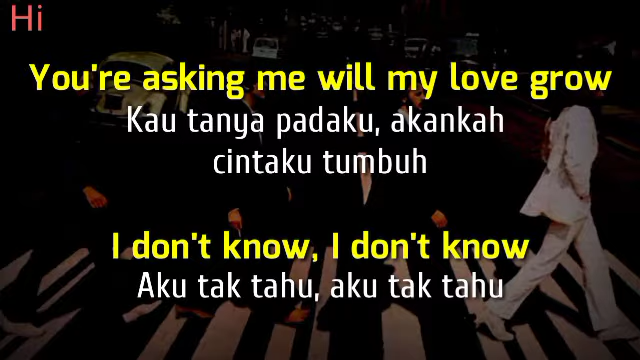 Hi
You're asking me will my love grow
Kau tanya padaku, akankah
cintaku tumbuh
I don't know, I don't know
Aku tak tahu, aku tak tahu